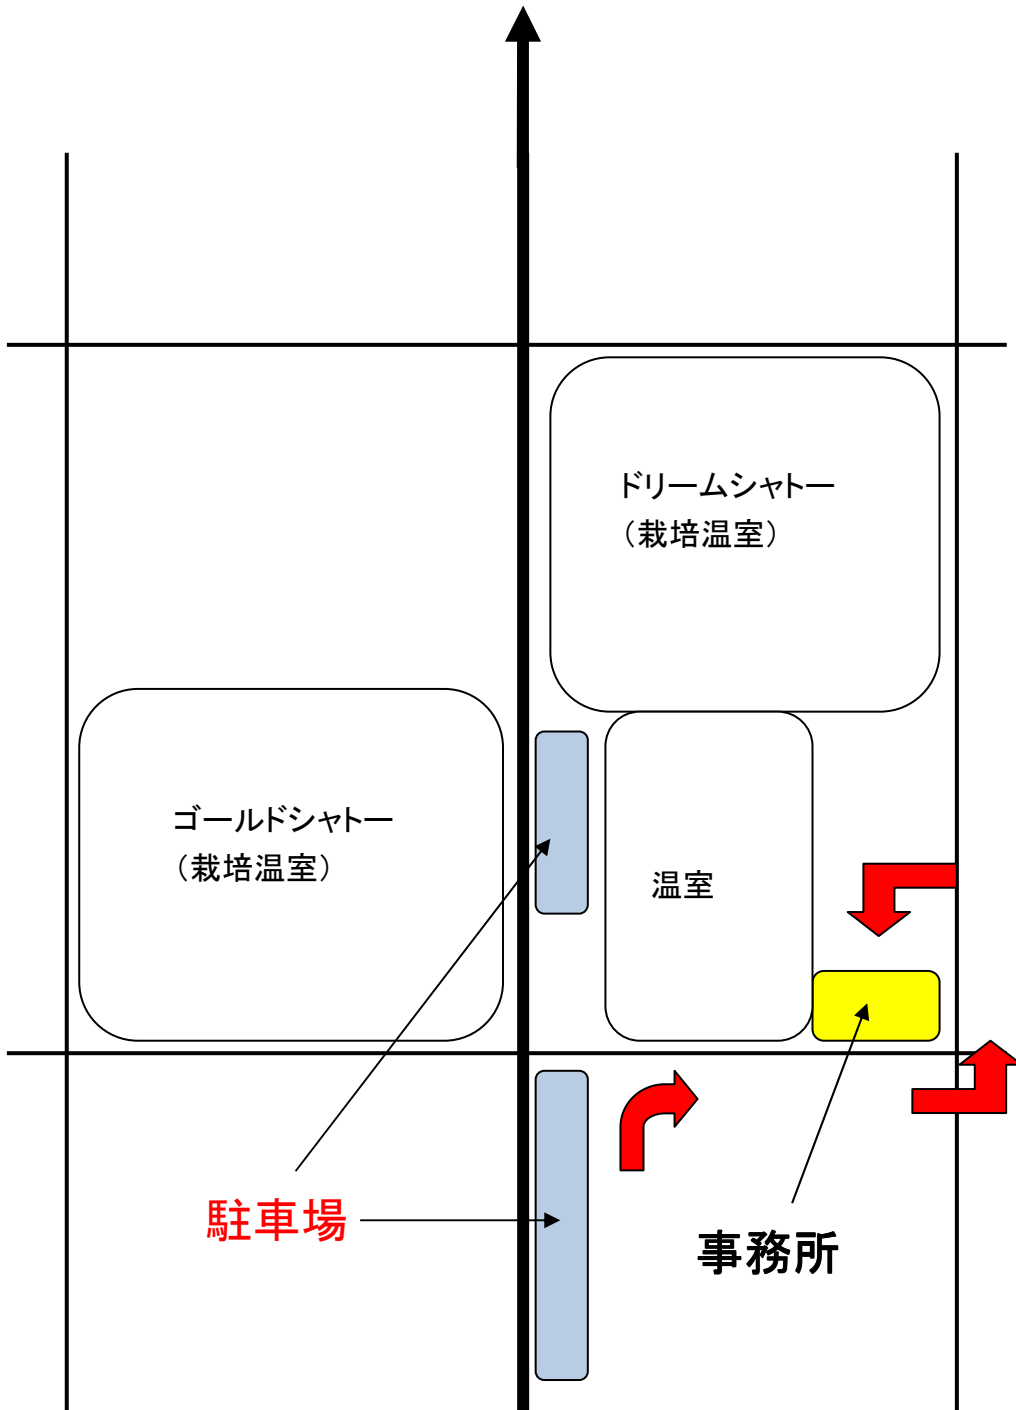 ドリームシャトー
（栽培温室）
ゴールドシャトー
（栽培温室）
温室
駐車場
事務所